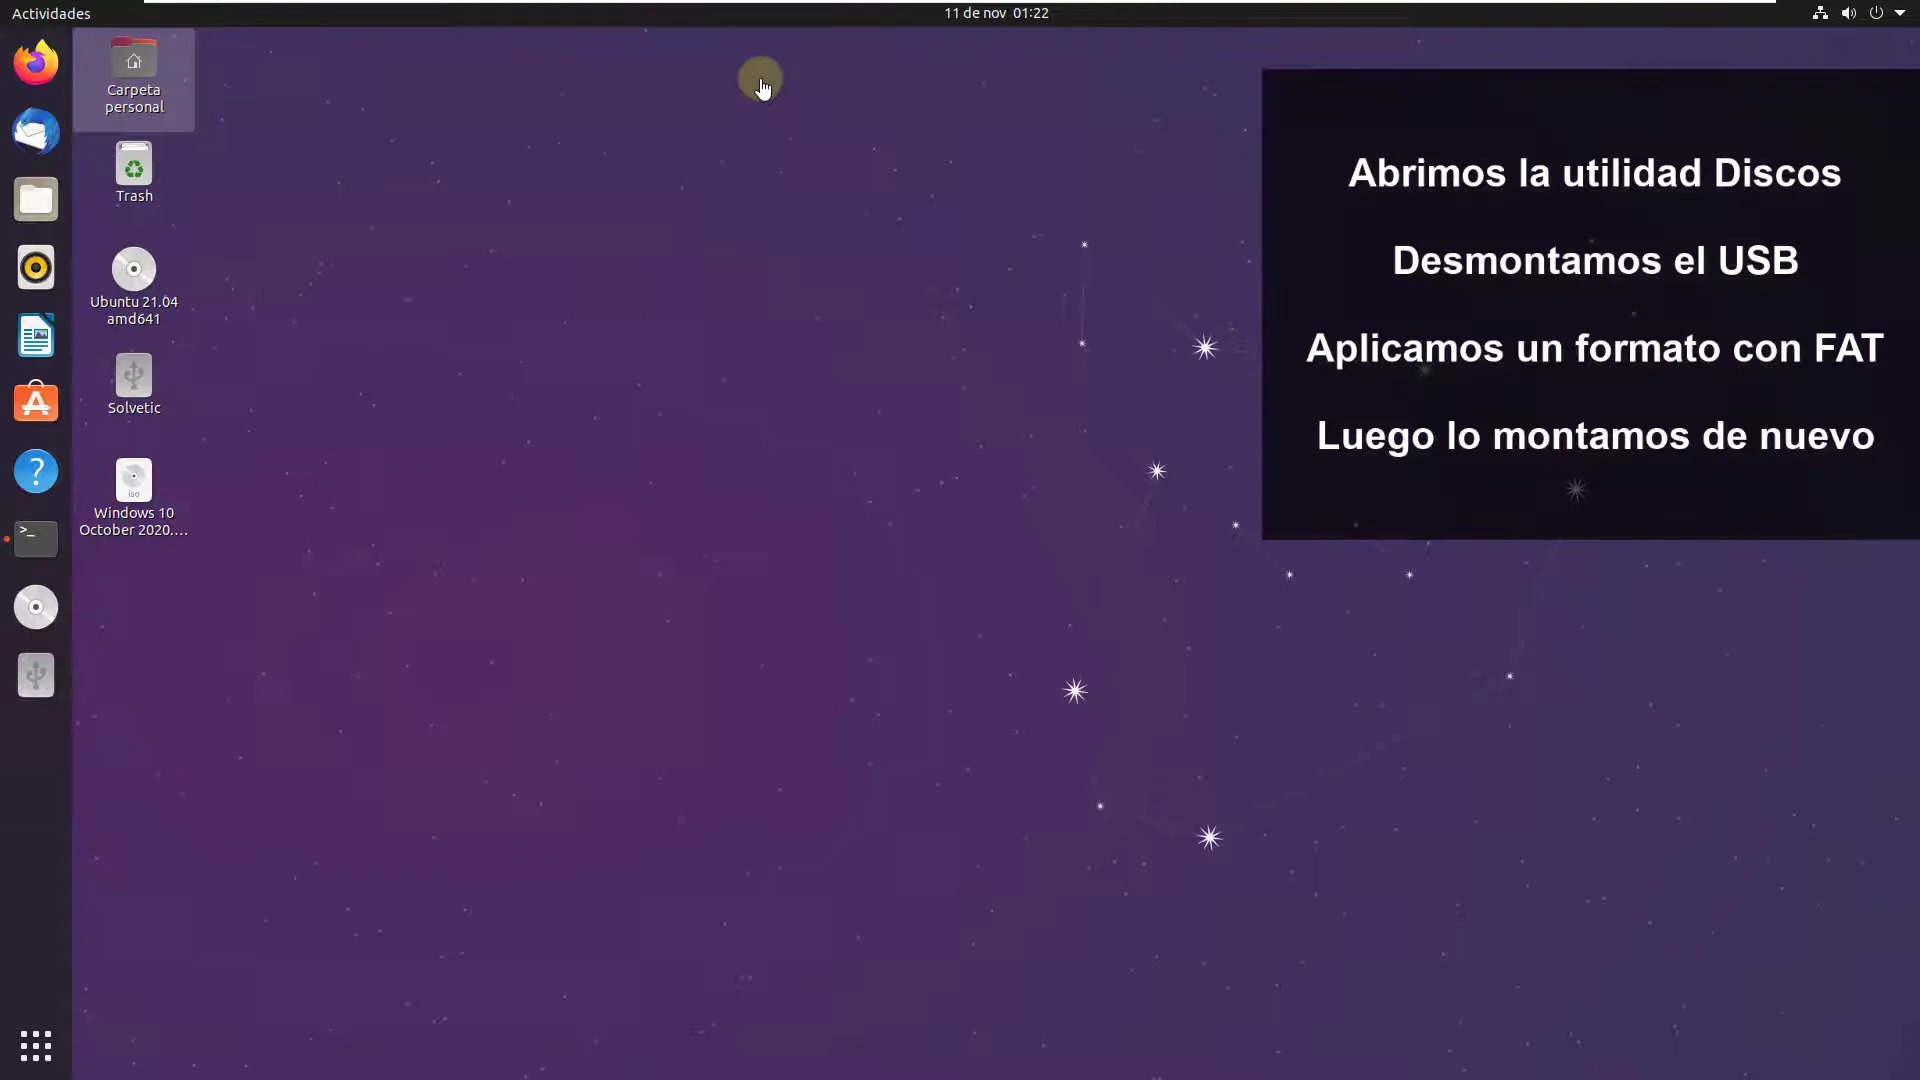 Actividades
11 de nov 01:22
Carpeta
personal
Trash
Ubuntu 21.04
amd641
Solvetic
iso
Windows 10
October 2020....
Abrimos la utilidad Discos
Desmontamos el USB
Aplicamos un formato con FAT
Luego lo montamos de nuevo